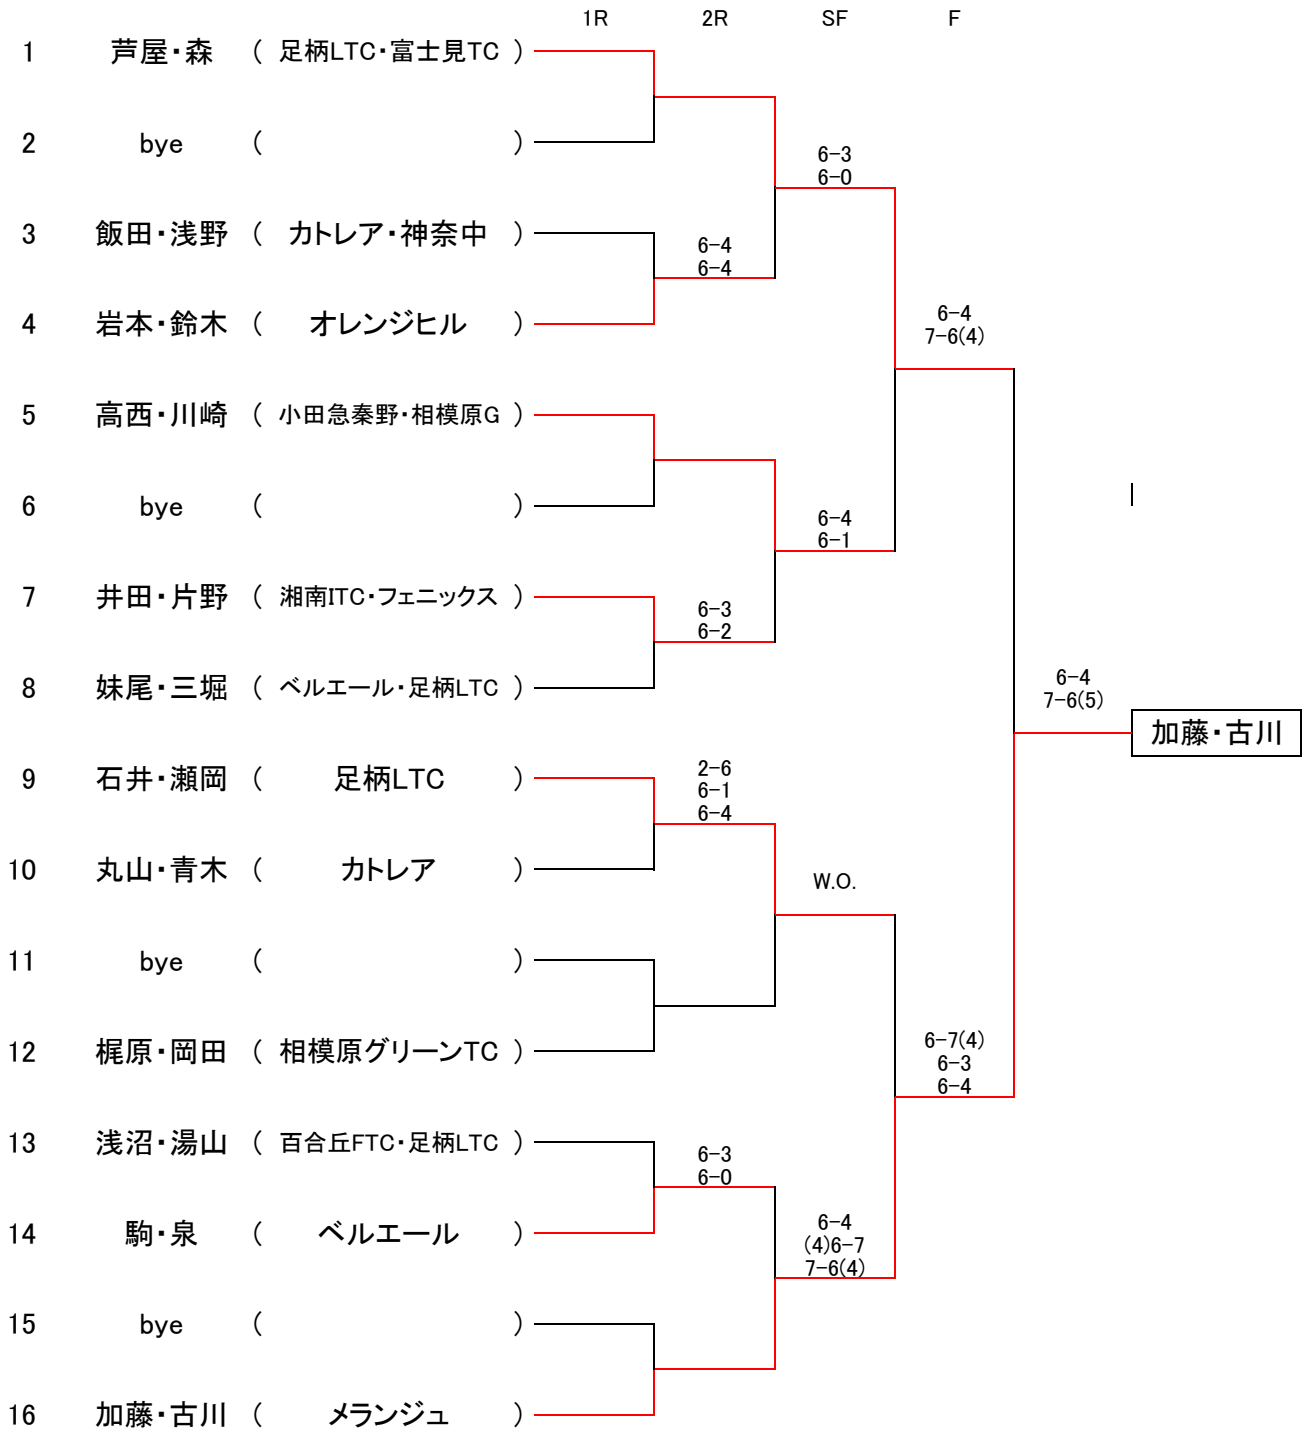 1R 2R SF F
1 芦屋・森 ( 足柄LTC・富士見TC )
2 bye ( )
6-3
6-0
3 飯田・浅野 ( カトレア・神奈中 )
6-4
6-4
4 岩本・鈴木 ( オレンジヒル )
6-4
7-6(4)
5 高西・川崎 ( 小田急秦野・相模原G )
6 bye ( )
6-4
6-1
7 井田・片野 ( 湘南ITC・フェニックス )
6-3
6-2
8 妹尾・三堀 ( ベルエール・足柄LTC )
6-4
7-6(5)
加藤・古川
9 石井・瀬岡 ( 足柄LTC )
2-6
6-1
6-4
10 丸山・青木 ( カトレア )
W.O.
11 bye ( )
12 梶原・岡田 ( 相模原グリーンTC )
6-7(4)
6-3
6-4
13 浅沼・湯山 ( 百合丘FTC・足柄LTC )
6-3
6-0
14 駒・泉 ( ベルエール )
6-4
(4)6-7
7-6(4)
15 bye ( )
16 加藤・古川 ( メランジュ )